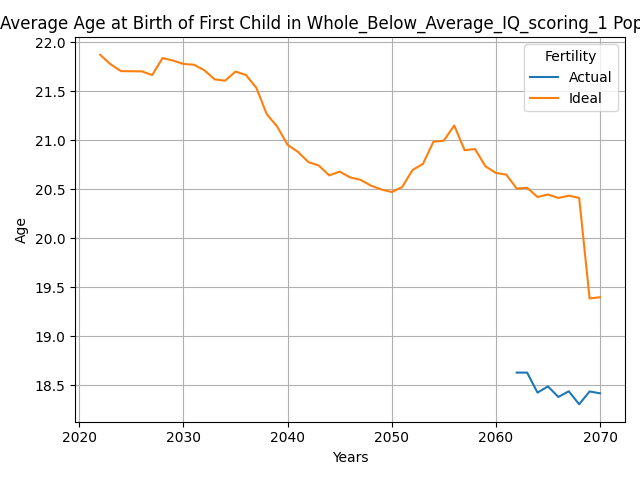 Average Age at Birth of First Child in Whole_Below_Average_IQ_scoring_1 Pop
22.0
21.5
21.0
20.5
20.0
19.5
19.0
18.5
Age
Fertility
Actual
Ideal
2020 2030 2040 2050 2060 2070
Years